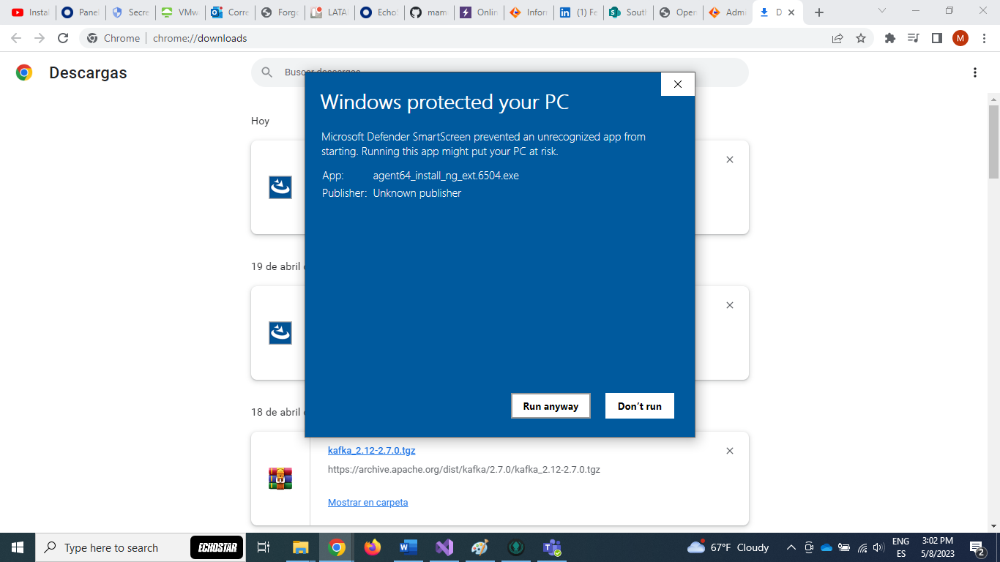 Instal
Panel
Secre
VMw
Corre
Forge
LATA
Echo
mam
Onlin
Infor
(1) Fe
South
Open
Admi
D
Chrome
chrome://downloads
M
Descargas
Buscar descargas
Hoy
Windows protected your PC
Microsoft Defender SmartScreen prevented an unrecognized app from
starting. Running this app might put your PC at risk.
App: agent64_install_ng_ext.6504.exe
Publisher: Unknown publisher
19 de abril
Run anyway
Don't run
18 de abril
kafka_2.12-2.7.0.tgz
https://archive.apache.org/dist/kafka/2.7.0/kafka_2.12-2.7.0.tgz
Mostrar en carpeta
Type here to search
ECHOSTAR
67°F Cloudy
ENG
ES
3:02 PM
5/8/2023
2